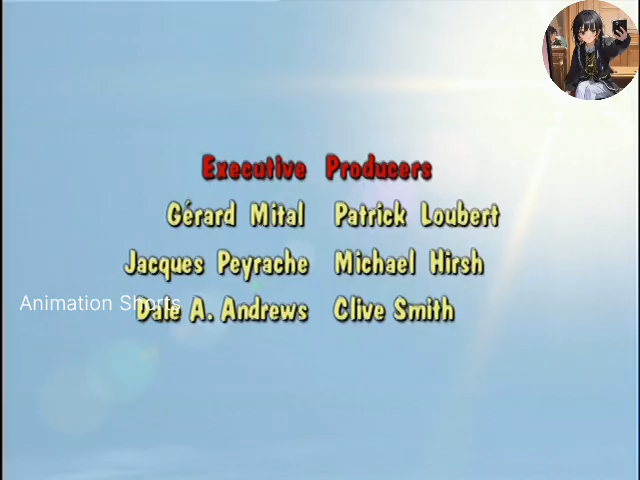 Executive Producers
Gérard Mital Patrick Loubert
Jacques Peyrache Michael Hirsh
Animation Shorts
Dale A. Andrews Clive Smith